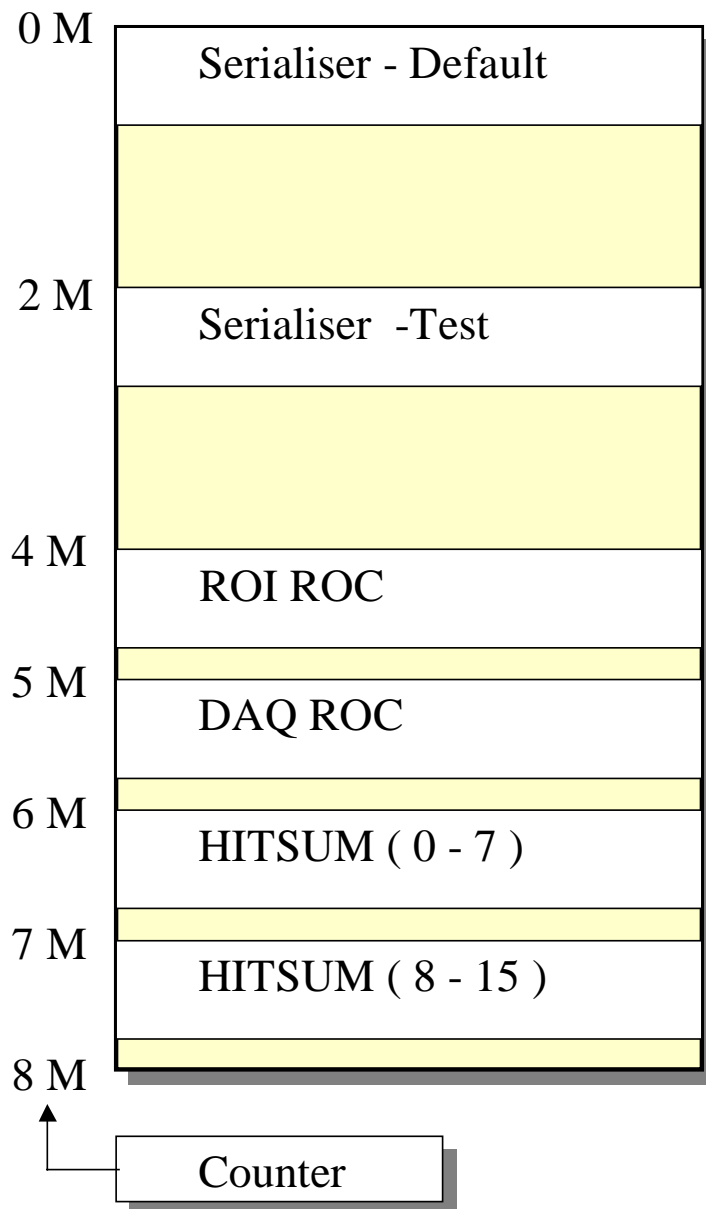 0 M
Serialiser - Default
2 M
Serialiser -Test
4 M
ROI ROC
5 M
DAQ ROC
6 M
HITSUM ( 0 - 7 )
7 M
HITSUM ( 8 - 15 )
8 M
Counter